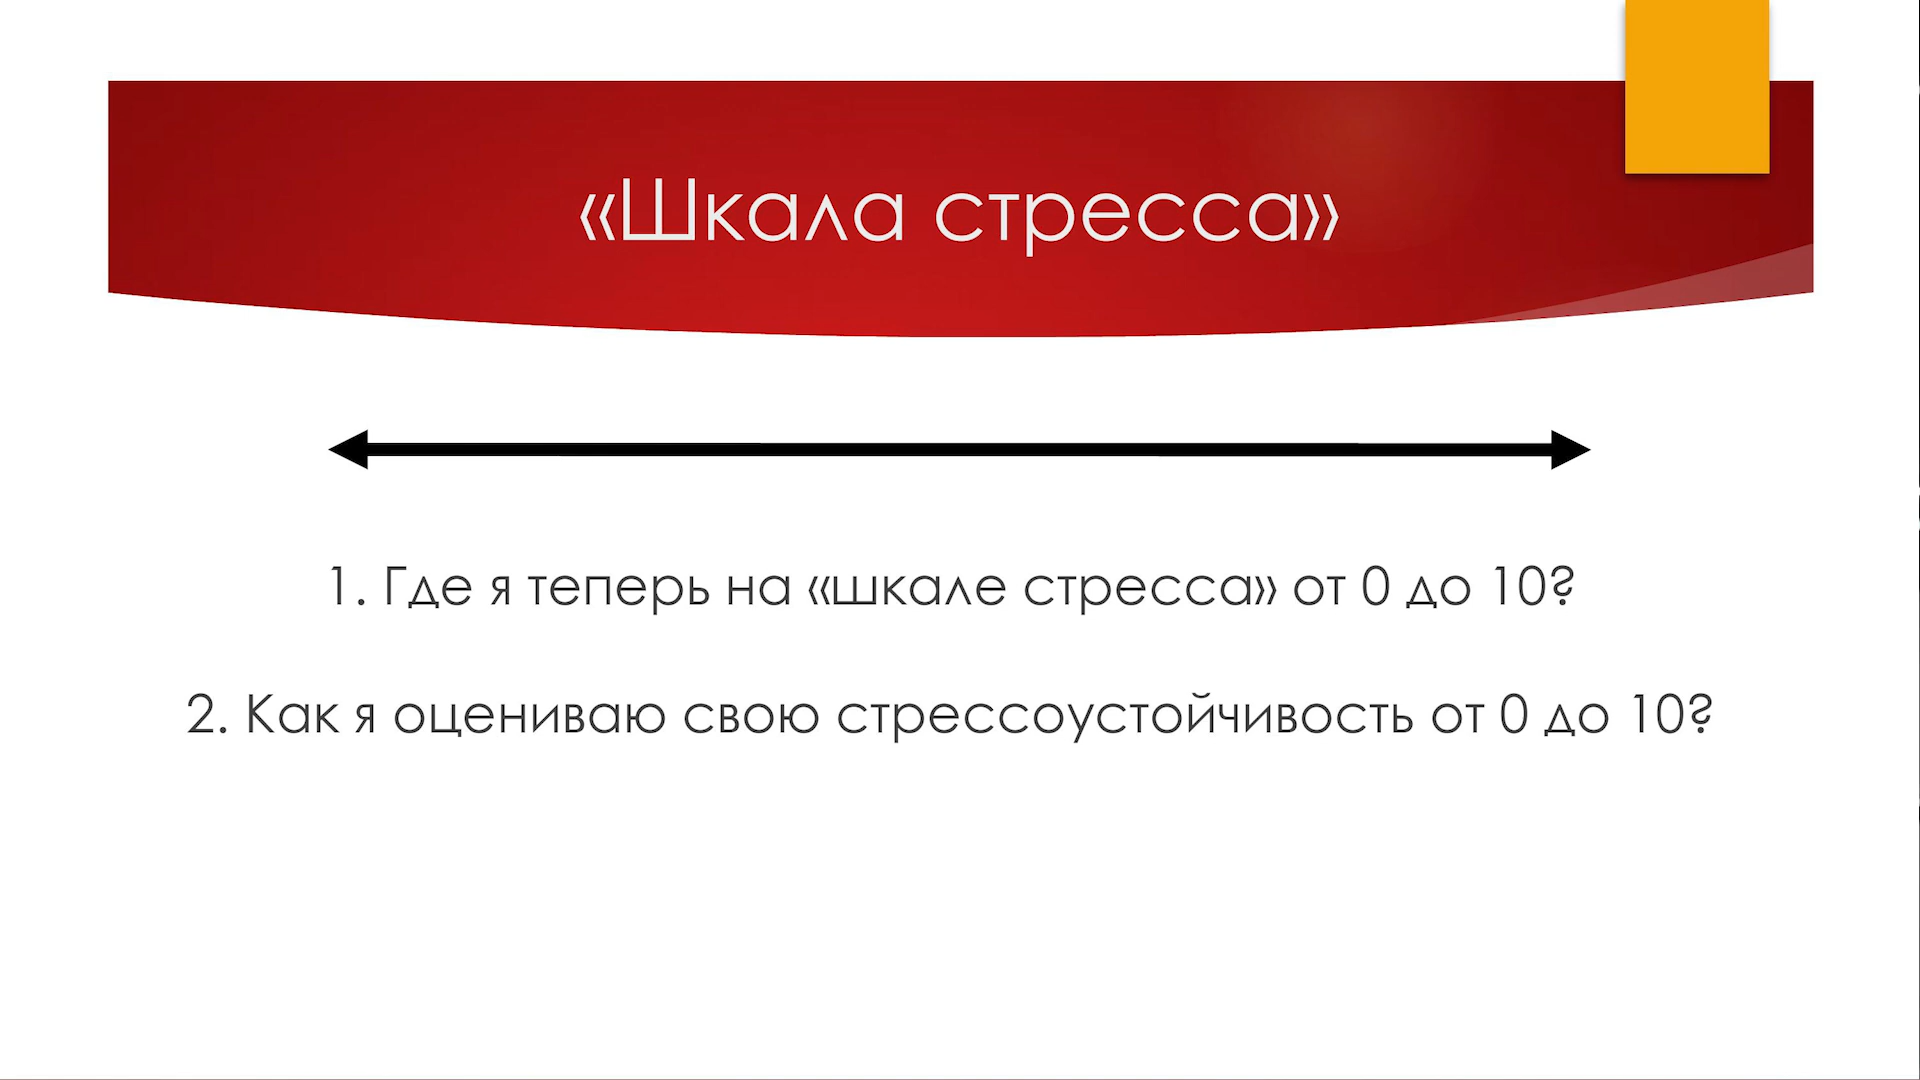 «Шкала стресса»
1. Где я теперь на «шкале стресса» от 0 до 10?
2. Как я оцениваю свою стрессоустойчивость от 0 до 10?